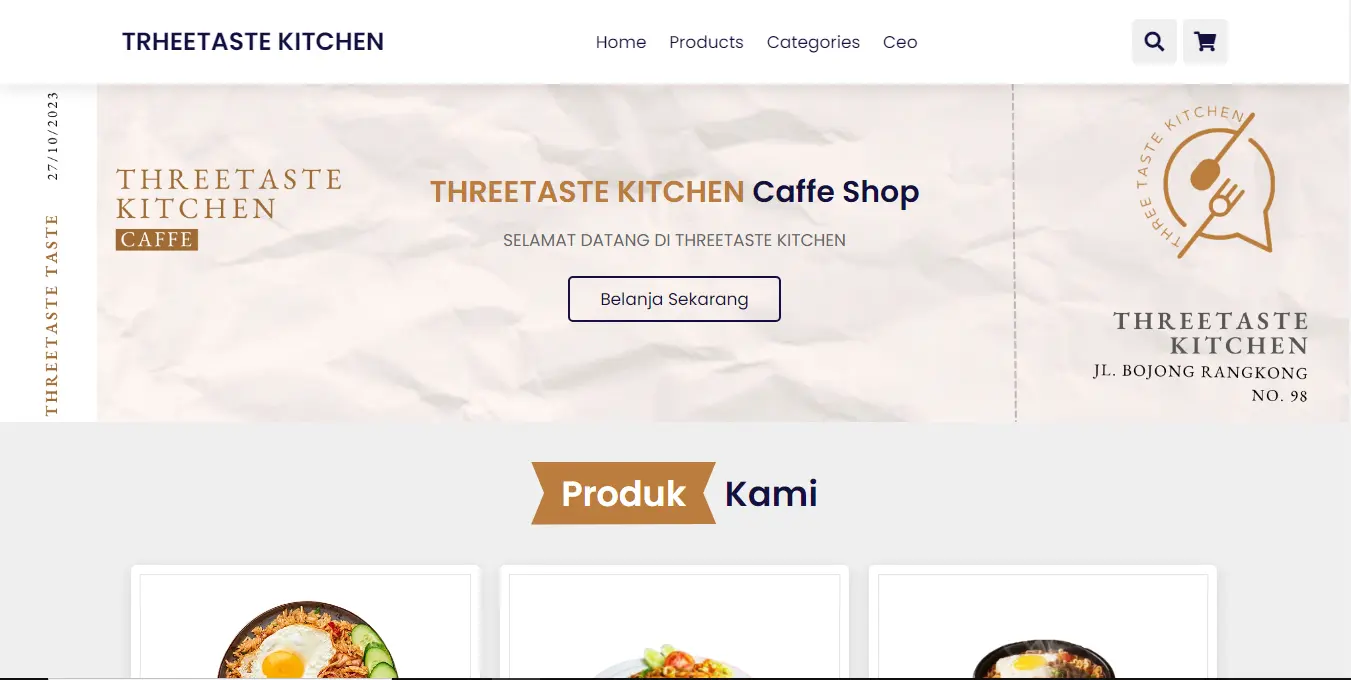 TRHEETASTE KITCHEN
Home
Products
Categories
Ceo
27/10/2023
THREETASTE TASTE
THREETASTE
KITCHEN
CAFFE
THREETASTE KITCHEN Caffe Shop
SELAMAT DATANG DI THREETASTE KITCHEN
Belanja Sekarang
THREE TASTE KITCHEN
THREETASTE
KITCHEN
JL. BOJONG RANGKONG
NO. 98
Produk Kami